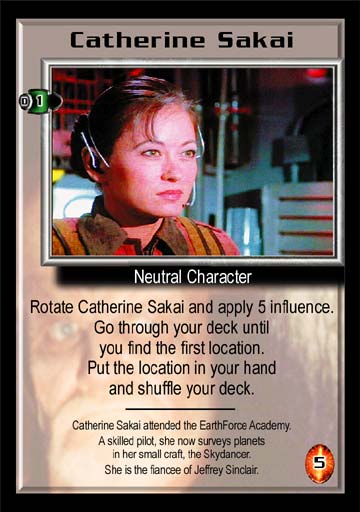 Catherine Sakai
D 1
Neutral Character
Rotate Catherine Sakai and apply 5 influence.
Go through your deck until
you find the first location.
Put the location in your hand
and shuffle your deck.
Catherine Sakai attended the EarthForce Academy.
A skilled pilot, she now surveys planets
in her small craft, the Skydancer.
She is the fiancee of Jeffrey Sinclair.
5